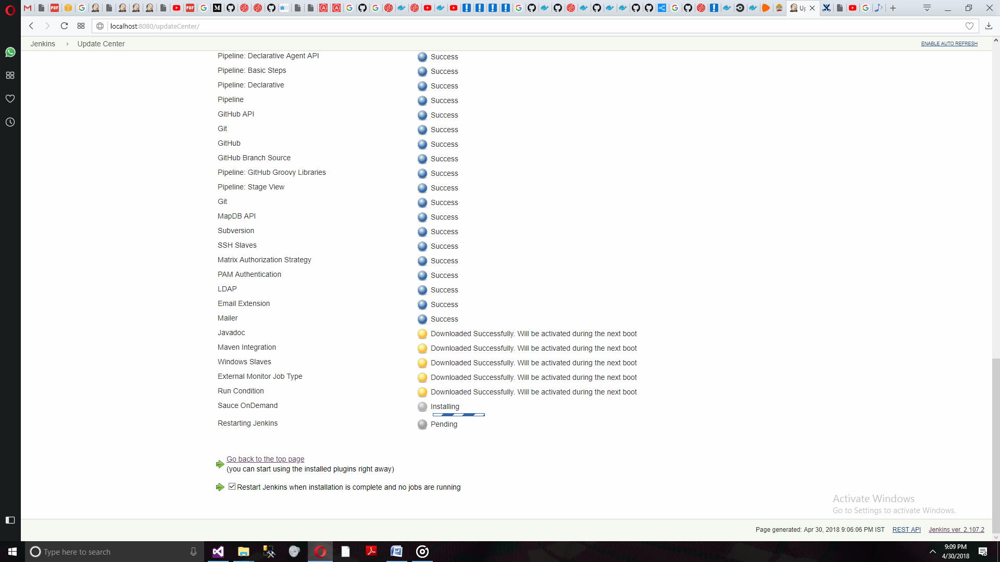 Up
localhost:8080/updateCenter/
Jenkins
Update Center
ENABLE AUTO REFRESH
Pipeline: Declarative Agent API Success
Pipeline: Basic Steps Success
Pipeline: Declarative Success
Pipeline Success
GitHub API Success
Git Success
GitHub Success
GitHub Branch Source Success
Pipeline: GitHub Groovy Libraries Success
Pipeline: Stage View Success
Git Success
MapDB API Success
Subversion Success
SSH Slaves Success
Matrix Authorization Strategy Success
PAM Authentication Success
LDAP Success
Email Extension Success
Mailer Success
Javadoc Downloaded Successfully. Will be activated during the next boot
Maven Integration Downloaded Successfully. Will be activated during the next boot
Windows Slaves Downloaded Successfully. Will be activated during the next boot
External Monitor Job Type Downloaded Successfully. Will be activated during the next boot
Run Condition Downloaded Successfully. Will be activated during the next boot
Sauce OnDemand Installing
Restarting Jenkins Pending
Go back to the top page
(you can start using the installed plugins right away)
Restart Jenkins when installation is complete and no jobs are running
Activate Windows
Go to Settings to activate Windows.
Page generated: Apr 30, 2018 9:06:06 PM IST REST API Jenkins ver. 2.107.2
Type here to search
9:09 PM
4/30/2018